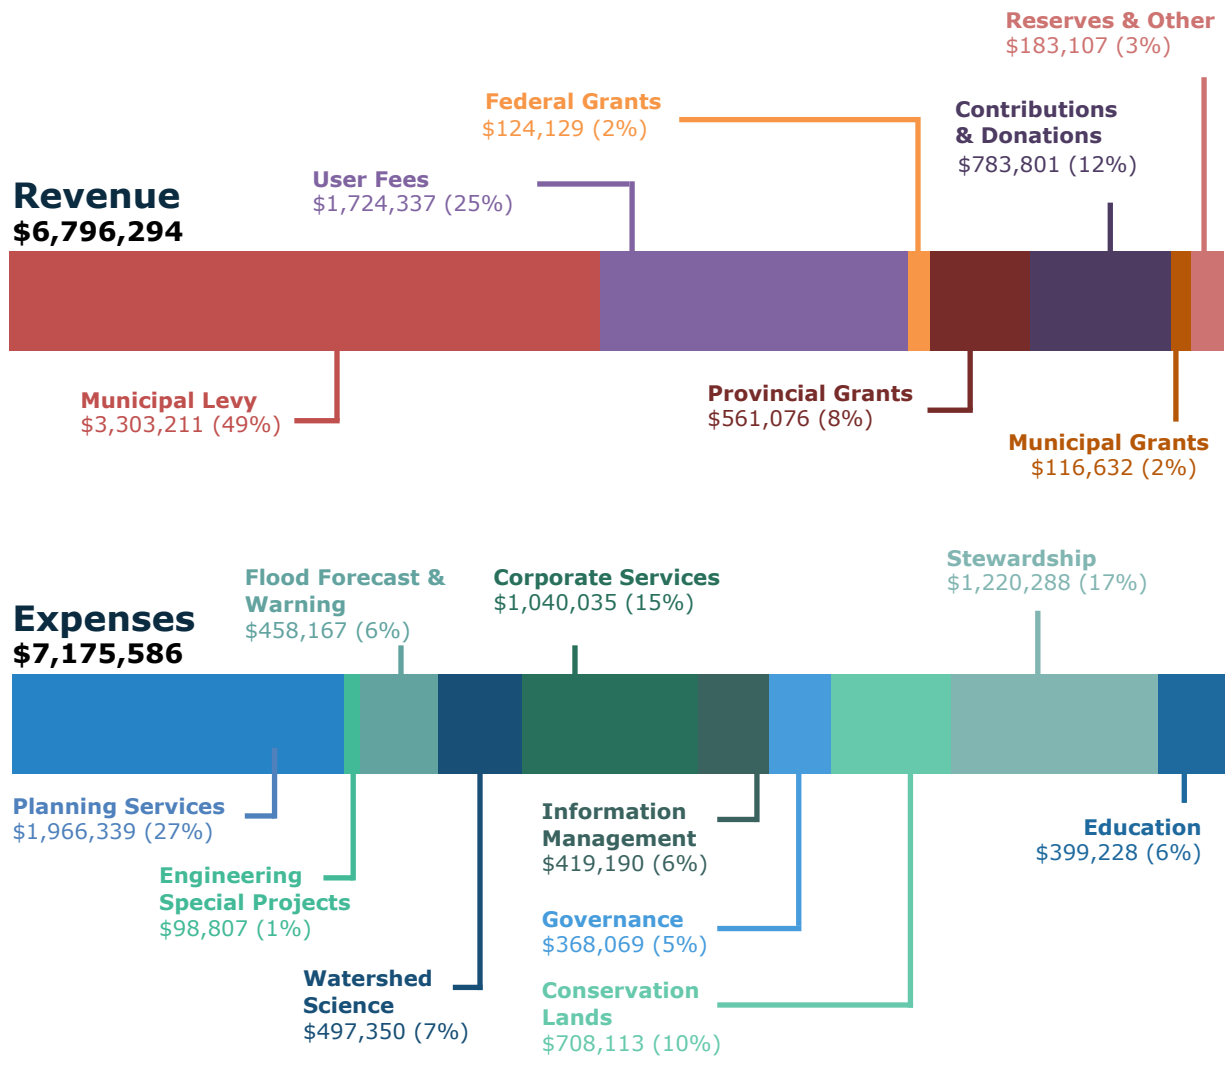 Reserves & Other
$183,107 (3%)
Federal Grants
$124,129 (2%)
Contributions
& Donations
$783,801 (12%)
User Fees
$1,724,337 (25%)
Revenue
$6,796,294
Municipal Levy
$3,303,211 (49%)
Provincial Grants
$561,076 (8%)
Municipal Grants
$116,632 (2%)
Stewardship
$1,220,288 (17%)
Flood Forecast &
Warning
$458,167 (6%)
Corporate Services
$1,040,035 (15%)
Expenses
$7,175,586
Planning Services
$1,966,339 (27%)
Engineering
Special Projects
$98,807 (1%)
Watershed
Science
$497,350 (7%)
Information
Management
$419,190 (6%)
Governance
$368,069 (5%)
Conservation
Lands
$708,113 (10%)
Education
$399,228 (6%)